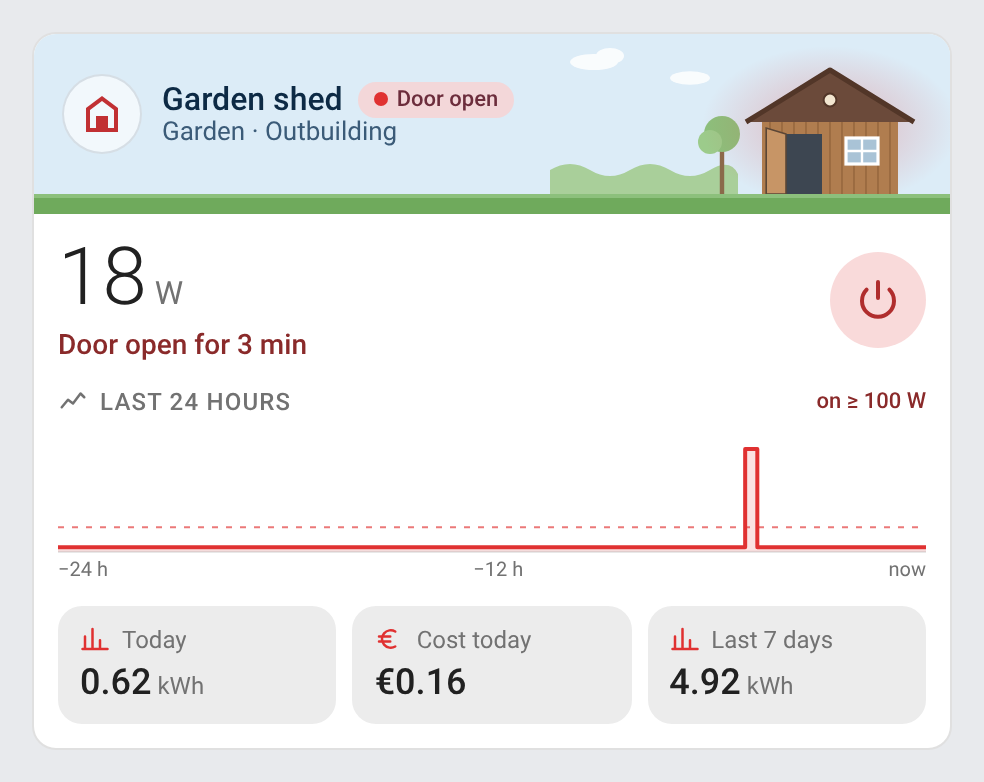 Garden shed
Door open
Garden · Outbuilding
18 W
Door open for 3 min
LAST 24 HOURS
on ≥ 100 W
−24 h
−12 h
now
Today
0.62 kWh
€ Cost today
€0.16
Last 7 days
4.92 kWh